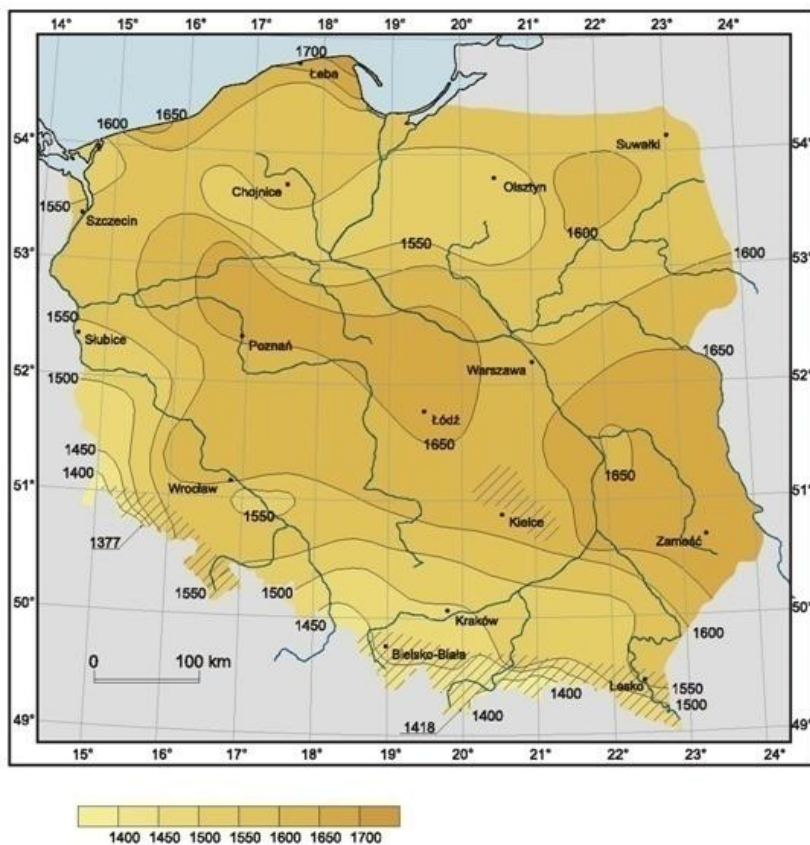 14° 15° 16° 17° 18° 19° 20° 21° 22° 23° 24°
1700
Łeba
1650
1600
54° 54°
Suwałki
Chojnice
Olsztyn
1550
Szczecin
1600
53° 1550 1600 53°
1550
Słubice
Poznań
Warszawa
1650
52° 1500 52°
Łódź
1650
1450
1400
1650
51° Wrocław 51°
1550
Kielce
Zamość
1377
1550 1500
50° 50°
1450
Kraków
1600
0 100 km
Bielsko-Biała
Lesko
1550
1400
1500
1400
49° 1418 49°
15° 16° 17° 18° 19° 20° 21° 22° 23° 24°
1400 1450 1500 1550 1600 1650 1700